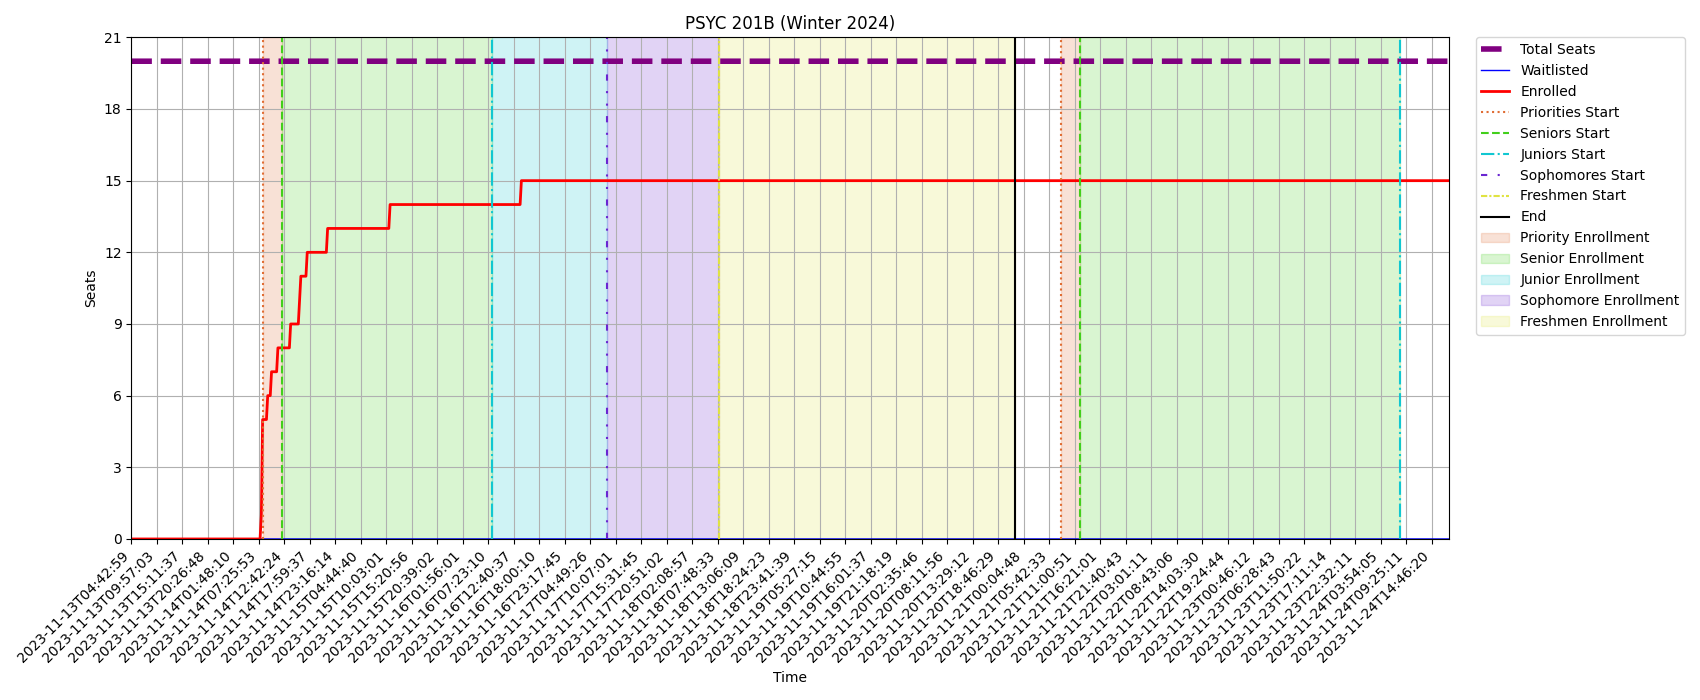 PSYC 201B (Winter 2024)
Seats
21
18
15
12
9
6
3
0
2023-11-13T04:42:59
2023-11-13T09:57:03
2023-11-13T15:11:37
2023-11-13T20:26:48
2023-11-14T01:48:10
2023-11-14T07:25:53
2023-11-14T12:42:24
2023-11-14T17:59:37
2023-11-14T23:16:14
2023-11-15T04:44:40
2023-11-15T10:03:01
2023-11-15T15:20:56
2023-11-15T20:39:02
2023-11-16T01:56:01
2023-11-16T07:23:10
2023-11-16T12:40:37
2023-11-16T18:00:10
2023-11-16T23:17:45
2023-11-17T04:49:26
2023-11-17T10:07:01
2023-11-17T15:31:45
2023-11-17T20:51:02
2023-11-18T02:08:57
2023-11-18T07:48:33
2023-11-18T13:06:09
2023-11-18T18:24:23
2023-11-18T23:41:39
2023-11-19T05:27:15
2023-11-19T10:44:55
2023-11-19T16:01:37
2023-11-19T21:18:19
2023-11-20T02:35:46
2023-11-20T08:11:56
2023-11-20T13:29:12
2023-11-20T18:46:29
2023-11-21T00:04:48
2023-11-21T05:42:33
2023-11-21T11:00:51
2023-11-21T16:21:01
2023-11-21T21:40:43
2023-11-22T03:01:11
2023-11-22T08:43:06
2023-11-22T14:03:30
2023-11-22T19:24:44
2023-11-23T00:46:12
2023-11-23T06:28:43
2023-11-23T11:50:22
2023-11-23T17:11:14
2023-11-23T22:32:11
2023-11-24T03:54:05
2023-11-24T09:25:11
2023-11-24T14:46:20
Time
Total Seats
Waitlisted
Enrolled
Priorities Start
Seniors Start
Juniors Start
Sophomores Start
Freshmen Start
End
Priority Enrollment
Senior Enrollment
Junior Enrollment
Sophomore Enrollment
Freshmen Enrollment